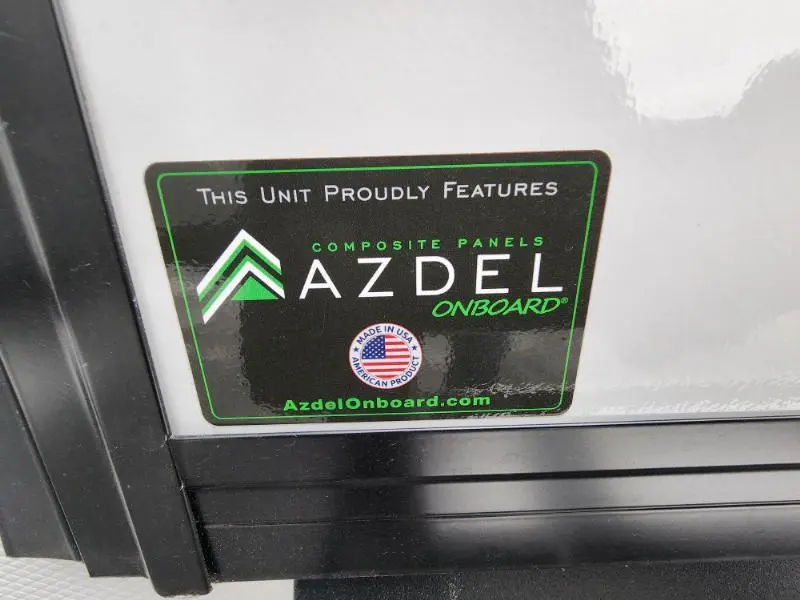 This Unit Proudly Features
COMPOSITE PANELS
AZDEL
ONBOARD®
MADE IN USA
AMERICAN PRODUCT
AzdelOnboard.com